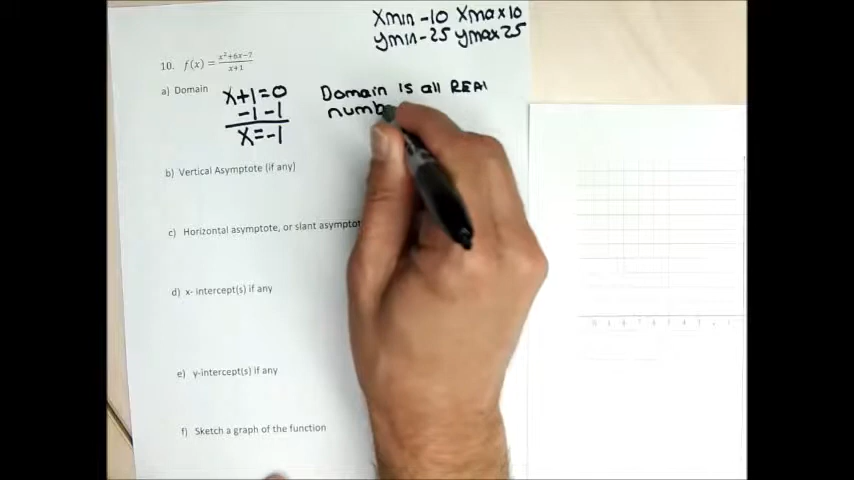 Xmin -10 Xmax 10
ymin -25 ymax 25
10. f(x) = x²+6x-7 / x+1
a) Domain
x+1=0
-1 -1
x=-1
Domain is all REAl
numb
b) Vertical Asymptote (if any)
c) Horizontal asymptote, or slant asymptot
d) x- intercept(s) if any
e) y-intercept(s) if any
f) Sketch a graph of the function